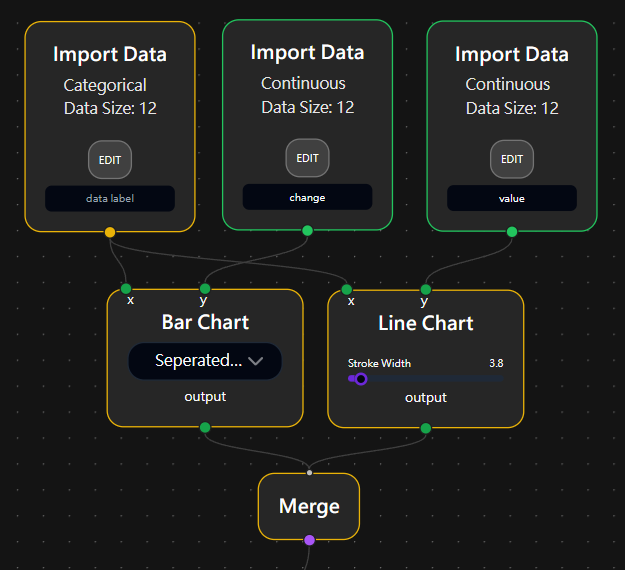 Import Data
Categorical
Data Size: 12
EDIT
data label
Import Data
Continuous
Data Size: 12
EDIT
change
Import Data
Continuous
Data Size: 12
EDIT
value
x
y
Bar Chart
Seperated...
output
x
y
Line Chart
Stroke Width 3.8
output
Merge